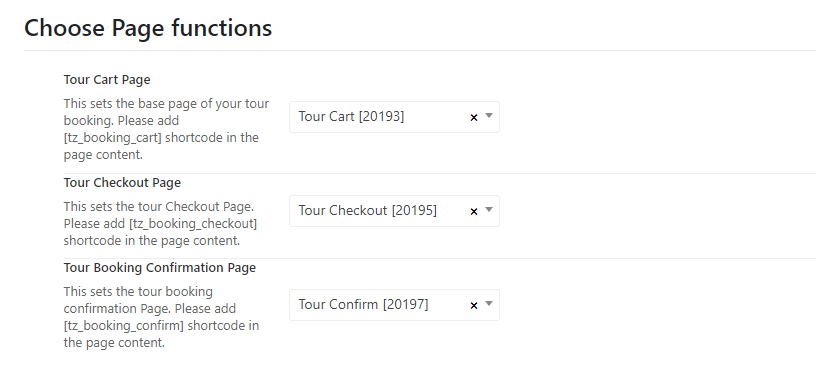 Choose Page functions
Tour Cart Page
This sets the base page of your tour
booking. Please add
[tz_booking_cart] shortcode in the
page content.
Tour Cart [20193]
×
Tour Checkout Page
This sets the tour Checkout Page.
Please add [tz_booking_checkout]
shortcode in the page content.
Tour Checkout [20195]
×
Tour Booking Confirmation Page
This sets the tour booking
confirmation Page. Please add
[tz_booking_confirm] shortcode in
the page content.
Tour Confirm [20197]
×